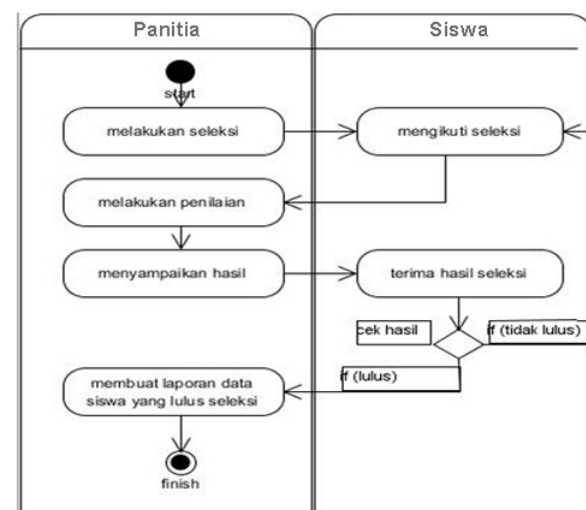 Panitia
Siswa
start
melakukan seleksi
mengikuti seleksi
melakukan penilaian
menyampaikan hasil
terima hasil seleksi
cek hasil
if (tidak lulus)
if (lulus)
membuat laporan data
siswa yang lulus seleksi
finish